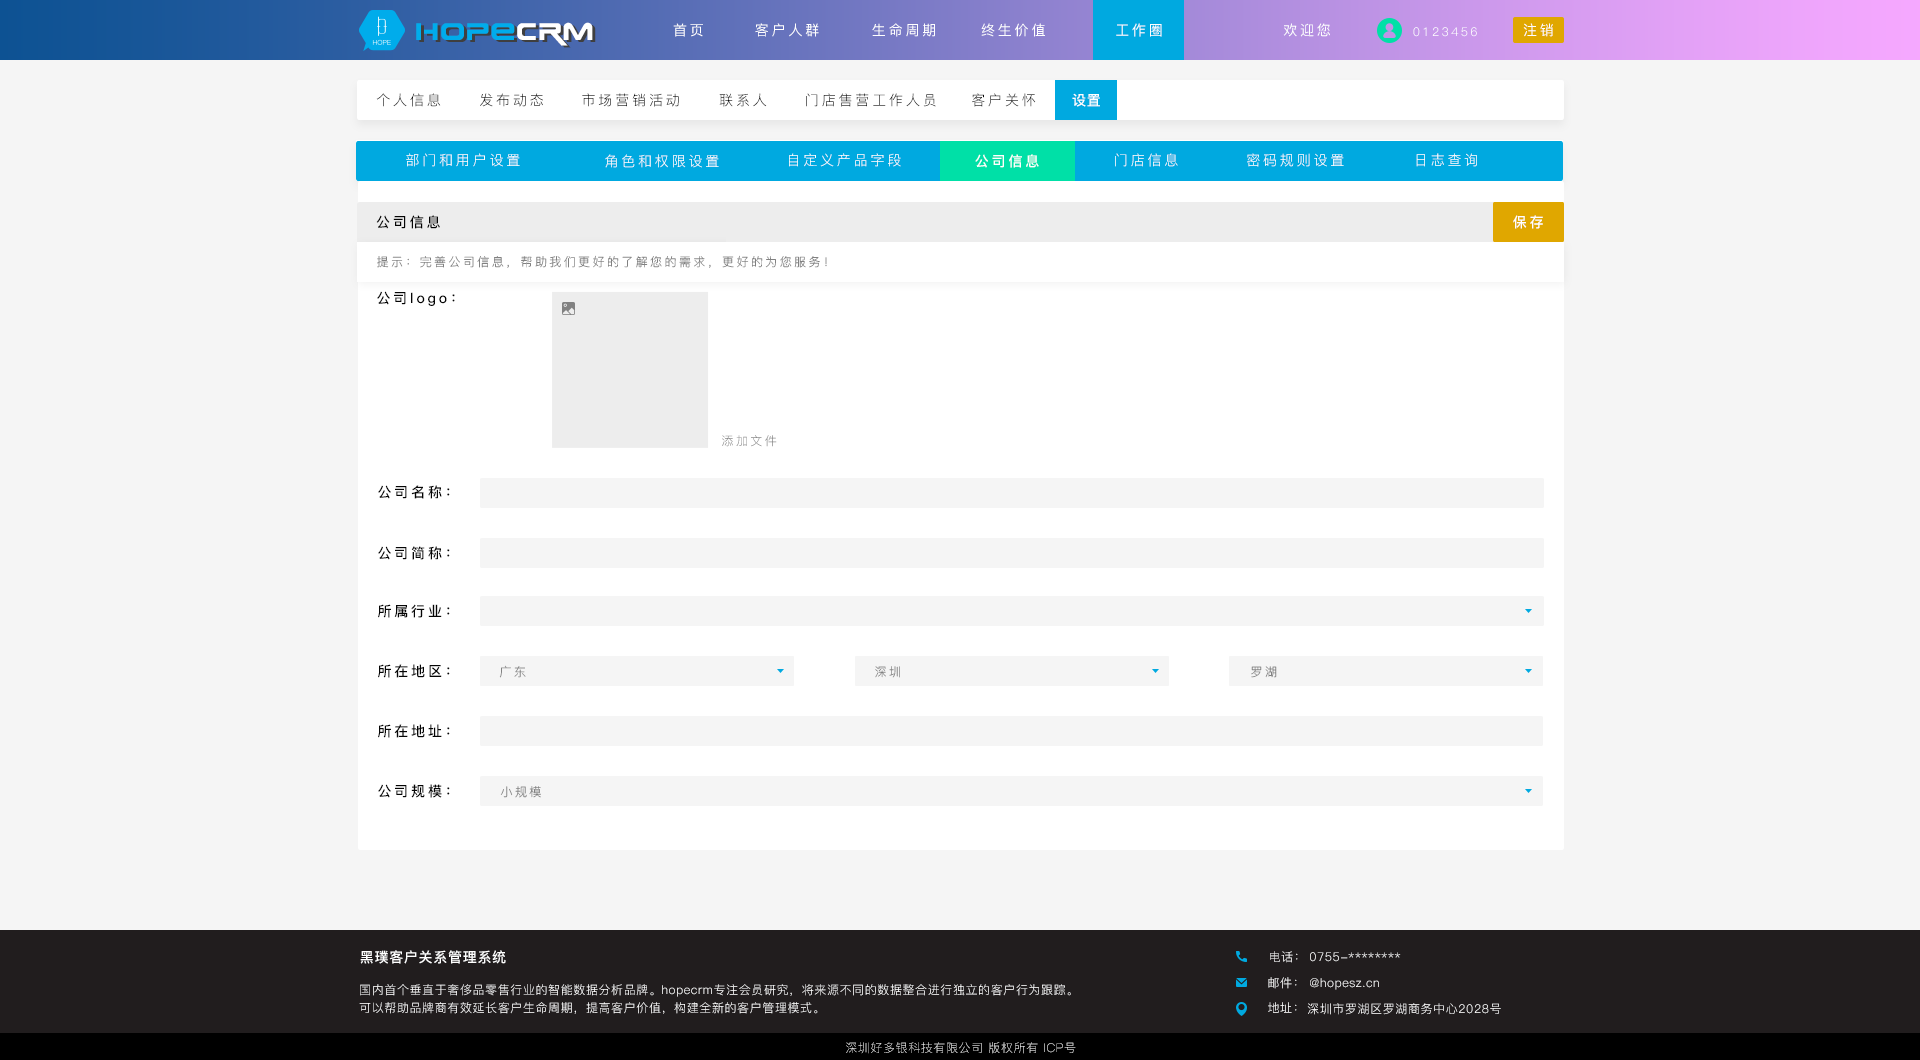 HOPE HOPECRM 首页 客户人群 生命周期 终生价值 工作圈 欢迎您 0123456 注销
个人信息 发布动态 市场营销活动 联系人 门店售营工作人员 客户关怀 设置
部门和用户设置 角色和权限设置 自定义产品字段 公司信息 门店信息 密码规则设置 日志查询
公司信息 保存
提示：完善公司信息，帮助我们更好的了解您的需求，更好的为您服务！
公司logo：
添加文件
公司名称：
公司简称：
所属行业：
所在地区： 广东 深圳 罗湖
所在地址：
公司规模： 小规模
黑璞客户关系管理系统
国内首个垂直于奢侈品零售行业的智能数据分析品牌。hopecrm专注会员研究，将来源不同的数据整合进行独立的客户行为跟踪。
可以帮助品牌商有效延长客户生命周期，提高客户价值，构建全新的客户管理模式。
电话： 0755-********
邮件： @hopesz.cn
地址： 深圳市罗湖区罗湖商务中心2028号
深圳好多银科技有限公司 版权所有 ICP号